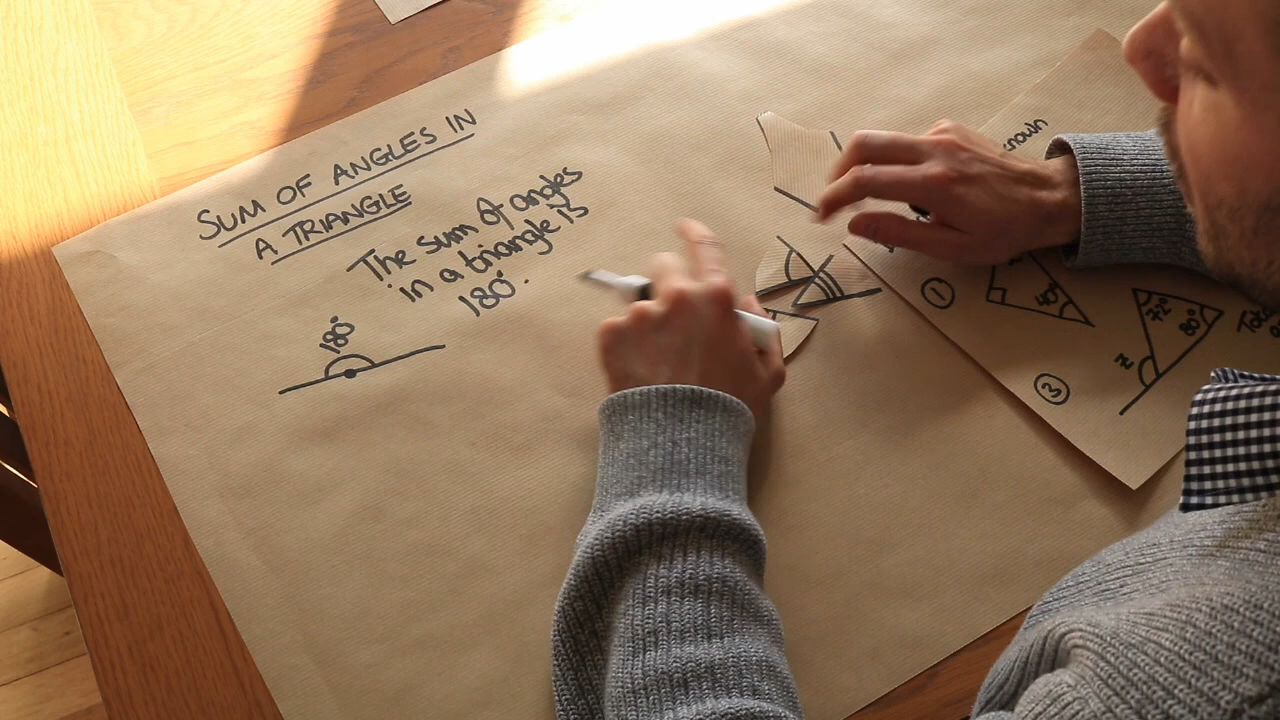 SUM OF ANGLES IN
A TRIANGLE
The sum of angles
in a triangle is
180°.
180°
1
40°
72°
80°
z
3